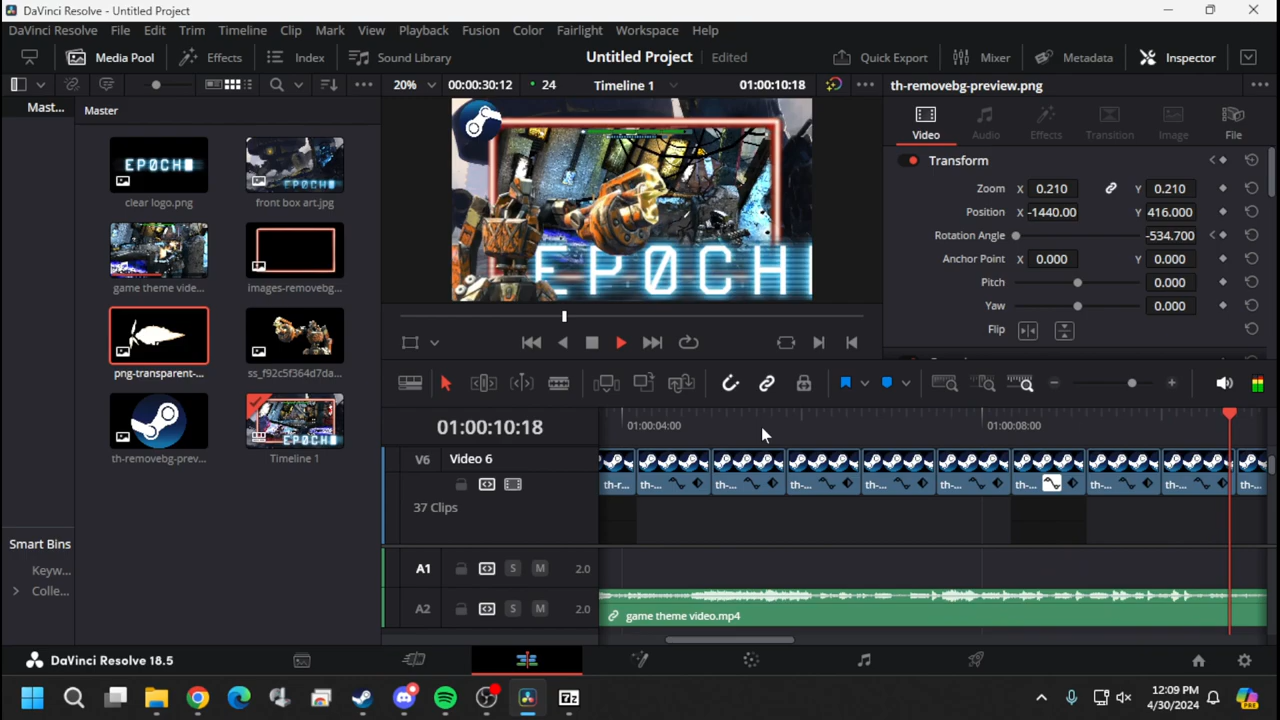 DaVinci Resolve - Untitled Project
DaVinci Resolve File Edit Trim Timeline Clip Mark View Playback Fusion Color Fairlight Workspace Help
Media Pool Effects Index Sound Library Untitled Project Edited Quick Export Mixer Metadata Inspector
20% 00:00:30:12 24 Timeline 1 01:00:10:18 th-removebg-preview.png
Mast... Master
Video Audio Effects Transition Image File
Transform
Zoom X 0.210 Y 0.210
Position X -1440.00 Y 416.000
Rotation Angle -534.700
Anchor Point X 0.000 Y 0.000
Pitch 0.000
Yaw 0.000
Flip
EPOCH
clear logo.png front box art.jpg
game theme vide... images-removebg...
png-transparent-... ss_f92c5f364d7da...
th-removebg-prev... Timeline 1
EPOCH
01:00:10:18 01:00:04:00 01:00:08:00
V6 Video 6
th-r... th-... th-... th-... th-... th-... th-... th-... th-... th-...
37 Clips
Smart Bins
Keyw...
Colle...
A1 S M 2.0
A2 S M 2.0
game theme video.mp4
DaVinci Resolve 18.5
12:09 PM
4/30/2024
PRE